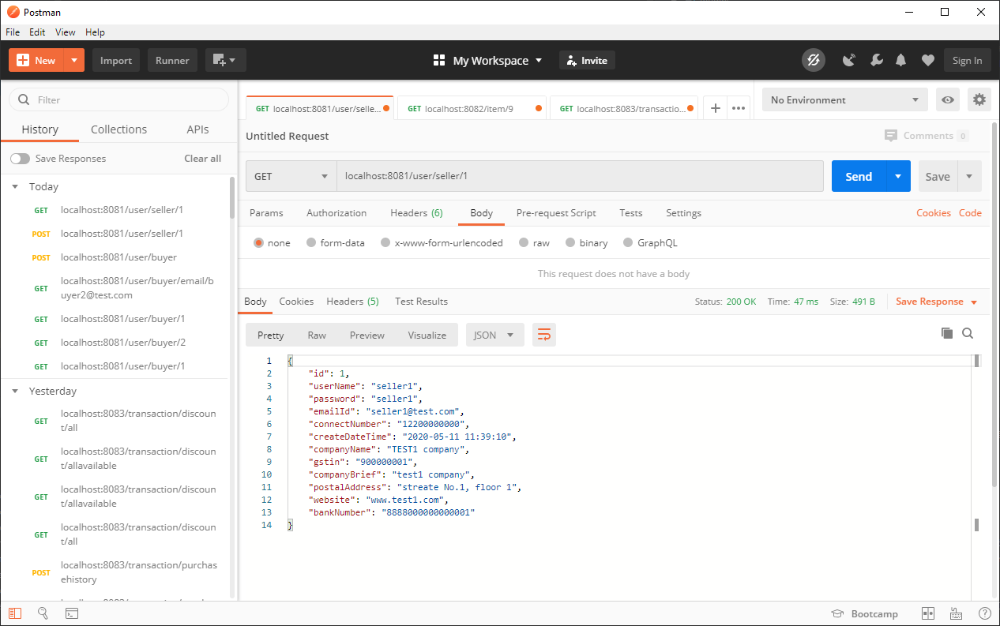 Postman
File Edit View Help
New Import Runner My Workspace Invite Sign In
Filter
History Collections APIs
Save Responses Clear all
Today
GET localhost:8081/user/seller/1
POST localhost:8081/user/seller/1
POST localhost:8081/user/buyer
GET localhost:8081/user/buyer/email/b
uyer2@test.com
GET localhost:8081/user/buyer/1
GET localhost:8081/user/buyer/2
GET localhost:8081/user/buyer/1
Yesterday
GET localhost:8083/transaction/discoun
t/all
GET localhost:8083/transaction/discoun
t/allavailable
GET localhost:8083/transaction/discoun
t/allavailable
GET localhost:8083/transaction/discoun
t/all
POST localhost:8083/transaction/purchas
ehistory
GET localhost:8081/user/selle... GET localhost:8082/item/9 GET localhost:8083/transactio... No Environment
Untitled Request Comments 0
GET localhost:8081/user/seller/1 Send Save
Params Authorization Headers (6) Body Pre-request Script Tests Settings Cookies Code
none form-data x-www-form-urlencoded raw binary GraphQL
This request does not have a body
Body Cookies Headers (5) Test Results Status: 200 OK Time: 47 ms Size: 491 B Save Response
Pretty Raw Preview Visualize JSON
1 {
2 "id": 1,
3 "userName": "seller1",
4 "password": "seller1",
5 "emailId": "seller1@test.com",
6 "connectNumber": "12200000000",
7 "createDateTime": "2020-05-11 11:39:10",
8 "companyName": "TEST1 company",
9 "gstin": "900000001",
10 "companyBrief": "test1 company",
11 "postalAddress": "streate No.1, floor 1",
12 "website": "www.test1.com",
13 "bankNumber": "8888000000000001"
14 }
Bootcamp